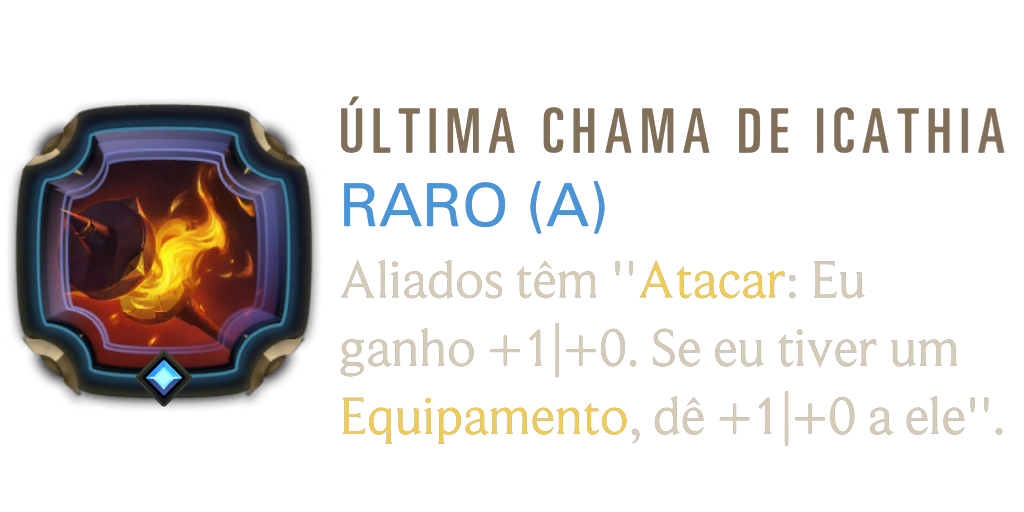 ÚLTIMA CHAMA DE ICATHIA
RARO (A)
Aliados têm "Atacar: Eu
ganho +1|+0. Se eu tiver um
Equipamento, dê +1|+0 a ele".